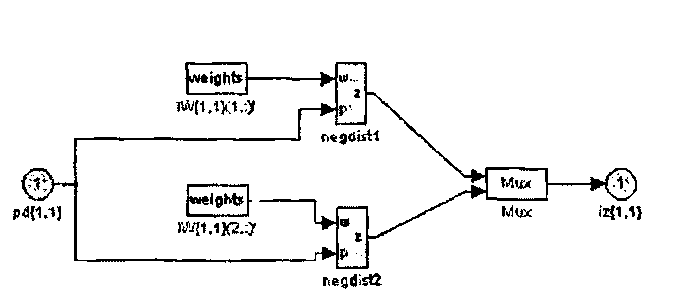 weights
IW{1,1}(1,:)'
w
z
p
negdist1
1
pd{1,1}
weights
IW{1,1}(2,:)'
w
z
p
negdist2
Mux
Mux
1
iz{1,1}